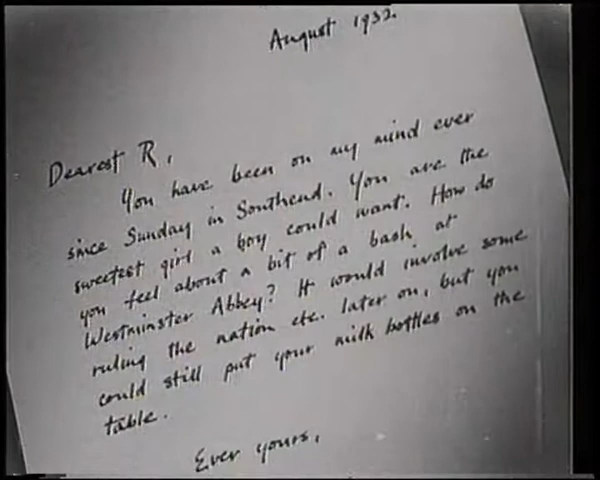 August 1932.
Dearest R,
You have been on my mind ever
since Sunday in Southend. You are the
sweetest girl a boy could want. How do
you feel about a bit of a bash at
Westminster Abbey? It would involve some
ruling the nation etc. later on, but you
could still put your milk bottles on the
table.
Ever yours,